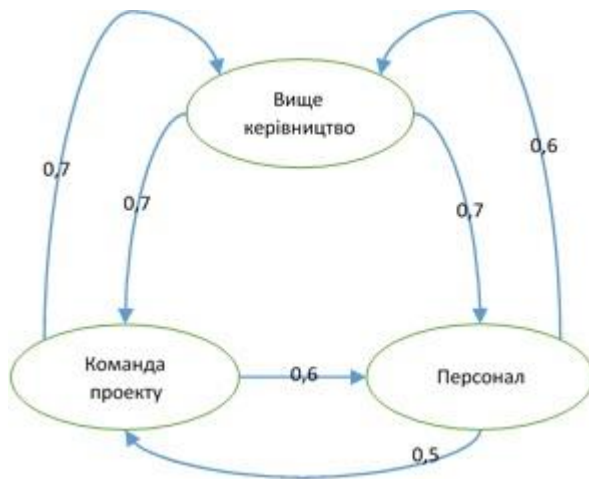 Вище
керівництво
0,6
0,7
0,7
0,7
Команда
проекту
0,6
Персонал
0,5